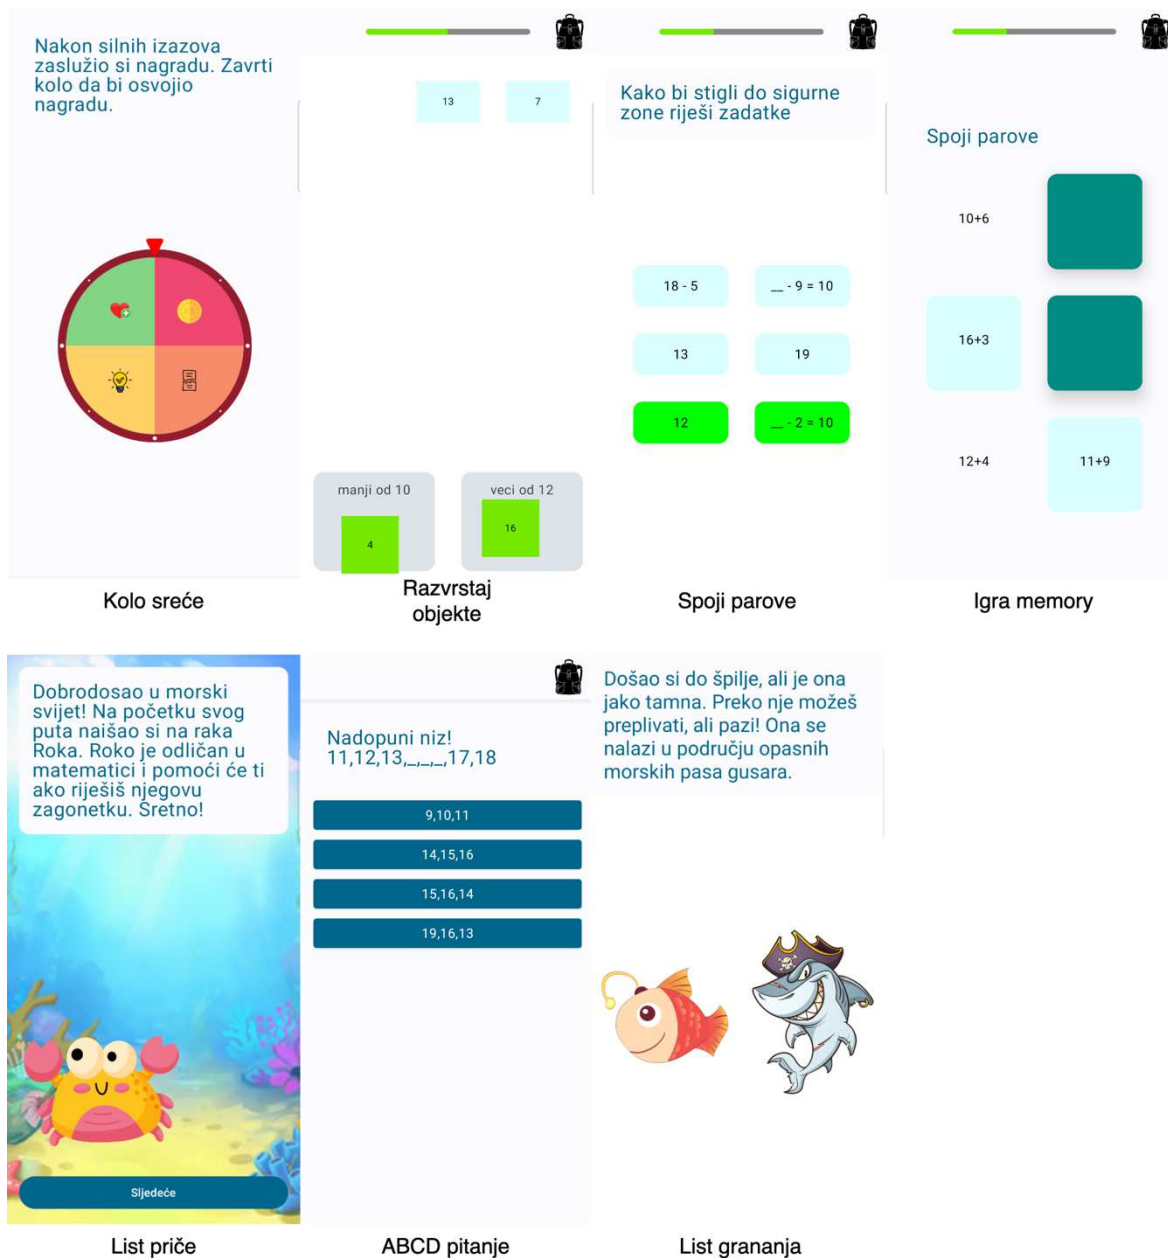 Nakon silnih izazova
zaslužio si nagradu. Zavrti
kolo da bi osvojio
nagradu.
Kolo sreće
13
7
manji od 10
veci od 12
4
16
Razvrstaj
objekte
Kako bi stigli do sigurne
zone riješi zadatke
18 - 5
__ - 9 = 10
13
19
12
__ - 2 = 10
Spoji parove
Spoji parove
10+6
16+3
12+4
11+9
Igra memory
Dobrodosao u morski
svijet! Na početku svog
puta naišao si na raka
Roka. Roko je odličan u
matematici i pomoći će ti
ako riješiš njegovu
zagonetku. Sretno!
Sljedeće
List priče
Nadopuni niz!
11,12,13,_,_,_,17,18
9,10,11
14,15,16
15,16,14
19,16,13
ABCD pitanje
Došao si do špilje, ali je ona
jako tamna. Preko nje možeš
preplivati, ali pazi! Ona se
nalazi u području opasnih
morskih pasa gusara.
List grananja